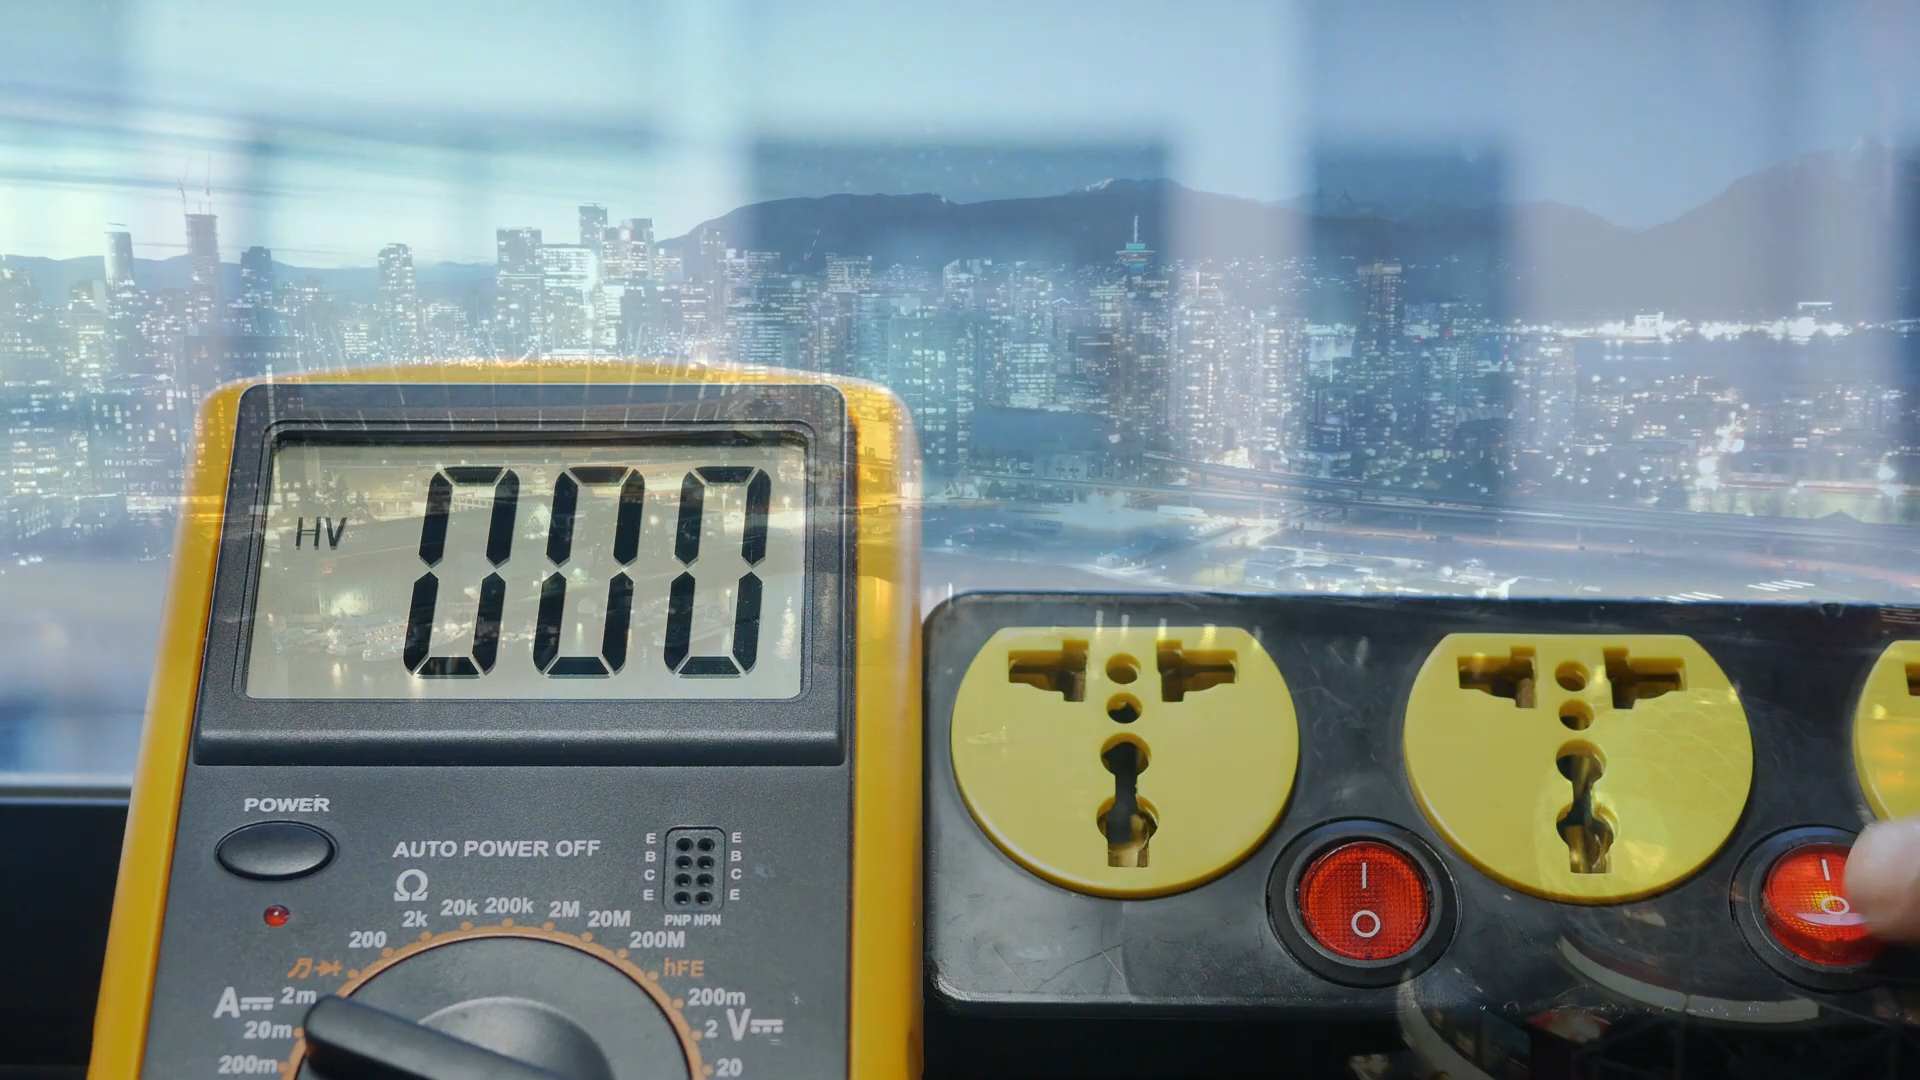 HV
000
POWER
AUTO POWER OFF
E E
B B
C C
E E
PNP NPN
Ω
200 2k 20k 200k 2M 20M 200M
hFE
A 2m
20m
200m
200m
2 V
20
I
O
I
O